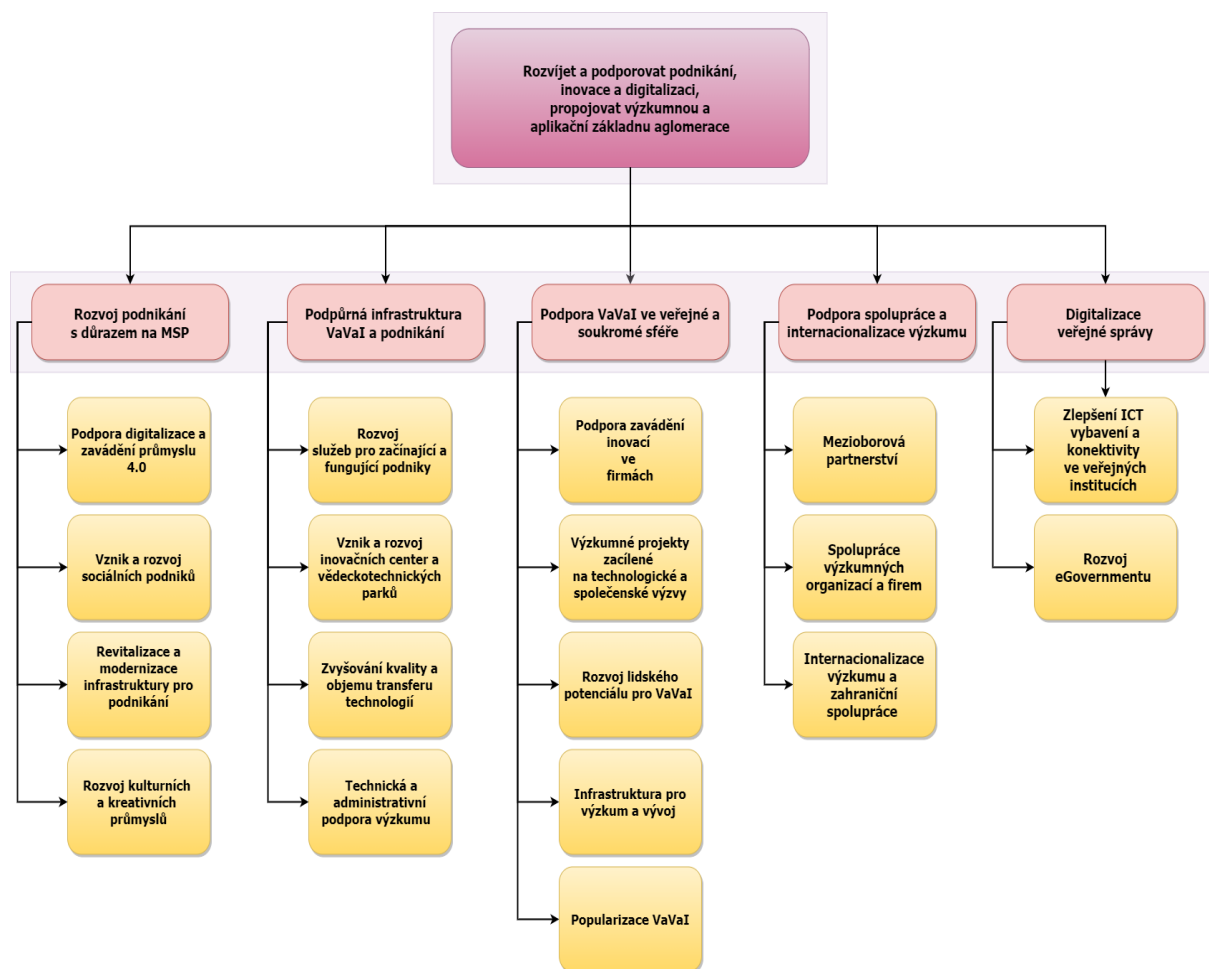 Rozvíjet a podporovat podnikání,
inovace a digitalizaci,
propojovat výzkumnou a
aplikační základnu aglomerace
Rozvoj podnikání
s důrazem na MSP
Podpora digitalizace a
zavádění průmyslu
4.0
Vznik a rozvoj
sociálních podniků
Revitalizace a
modernizace
infrastruktury pro
podnikání
Rozvoj kulturních
a kreativních
průmyslů
Podpůrná infrastruktura
VaVaI a podnikání
Rozvoj
služeb pro začínající a
fungující podniky
Vznik a rozvoj
inovačních center a
vědeckotechnických
parků
Zvyšování kvality a
objemu transferu
technologií
Technická a
administrativní
podpora výzkumu
Podpora VaVaI ve veřejné a
soukromé sféře
Podpora zavádění
inovací
ve
firmách
Výzkumné projekty
zacílené
na technologické a
společenské výzvy
Rozvoj lidského
potenciálu pro VaVaI
Infrastruktura pro
výzkum a vývoj
Popularizace VaVaI
Podpora spolupráce a
internacionalizace výzkumu
Mezioborová
partnerství
Spolupráce
výzkumných
organizací a firem
Internacionalizace
výzkumu a
zahraniční
spolupráce
Digitalizace
veřejné správy
Zlepšení ICT
vybavení a
konektivity
ve veřejných
institucích
Rozvoj
eGovernmentu